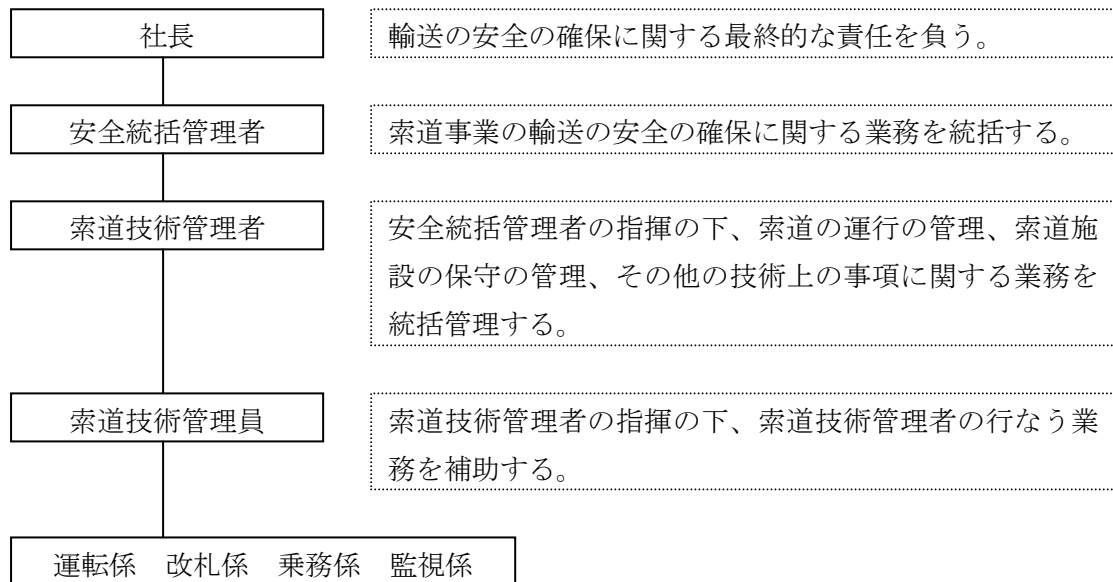 社長
輸送の安全の確保に関する最終的な責任を負う。
安全統括管理者
索道事業の輸送の安全の確保に関する業務を統括する。
索道技術管理者
安全統括管理者の指揮の下、索道の運行の管理、索道施
設の保守の管理、その他の技術上の事項に関する業務を
統括管理する。
索道技術管理員
索道技術管理者の指揮の下、索道技術管理者の行なう業
務を補助する。
運転係　改札係　乗務係　監視係